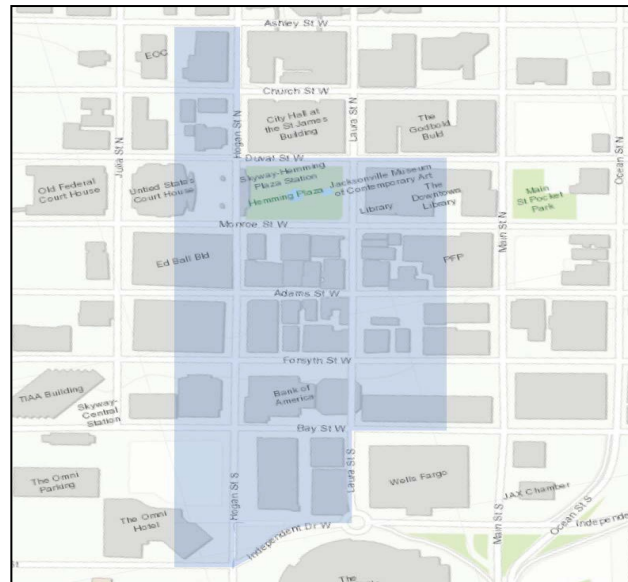 Ashley St W
EOC
Church St W
Julia St N
Hogan St N
City Hall at
the St James
Building
Laura St N
The
Godbold
Build
Ocean St N
Duval St W
Old Federal
Court House
United States
Court House
Skyway-Hemming
Plaza Station
Hemming Plaza
Jacksonville Museum
of Contemporary Art
Library
The
Downtown
Library
Main
St Pocket
Park
Monroe St W
Main St N
Ed Ball Bld
PFP
Adams St W
Forsyth St W
TIAA Building
Skyway-
Central
Station
Bank of
America
Bay St W
The Omni
Parking
Hogan St S
Laura St S
Wells Fargo
JAX Chamber
The Omni
Hotel
Main St S
Ocean St S
Independent Dr W
Independe
St
The